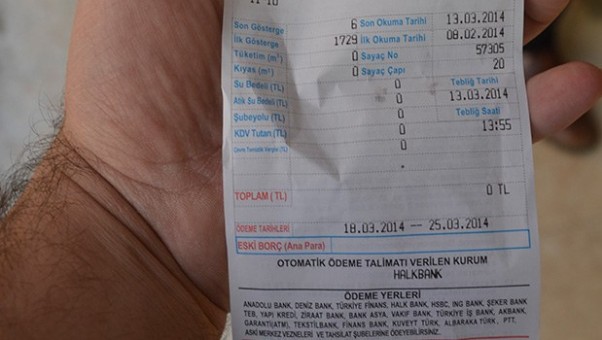 Son Gösterge 6 Son Okuma Tarihi 13.03.2014
İlk Gösterge 1729 İlk Okuma Tarihi 08.02.2014
Tüketim (m³) 0 Sayaç No 57305
Kıyas (m³) 0 Sayaç Çapı 20
Su Bedeli (TL) 0 Tebliğ Tarihi
Atık Su Bedeli (TL) 0 13.03.2014
Şubeyolu (TL) 0 Tebliğ Saati
KDV Tutarı (TL) 0 13:55
Çevre Temizlik Vergisi (TL) 0
TOPLAM (TL) 0 TL
ÖDEME TARİHLERİ 18.03.2014 -- 25.03.2014
ESKİ BORÇ (Ana Para)
OTOMATİK ÖDEME TALİMATI VERİLEN KURUM
HALKBANK
ÖDEME YERLERİ
ANADOLU BANK, DENİZ BANK, TÜRKİYE FİNANS, HALK BANK, HSBC, ING BANK, ŞEKER BANK
TEB, YAPI KREDİ, ZİRAAT BANK, BANK ASYA, VAKIF BANK, TÜRKİYE İŞ BANK, AKBANK,
GARANTİ(ATM), TEKSTİLBANK, FİNANS BANK, KUVEYT TÜRK, ALBARAKA TÜRK, PTT,
ASKİ MERKEZ VEZNELERİ VE TAHSİLAT ŞUBELERİNE ÖDEYEBİLİRSİNİZ.